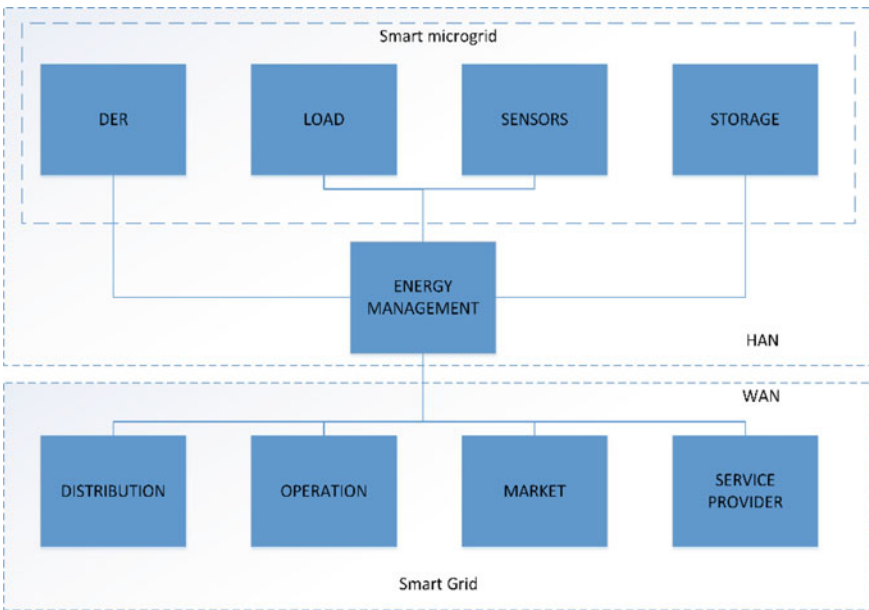 Smart microgrid
DER
LOAD
SENSORS
STORAGE
ENERGY
MANAGEMENT
HAN
WAN
DISTRIBUTION
OPERATION
MARKET
SERVICE
PROVIDER
Smart Grid